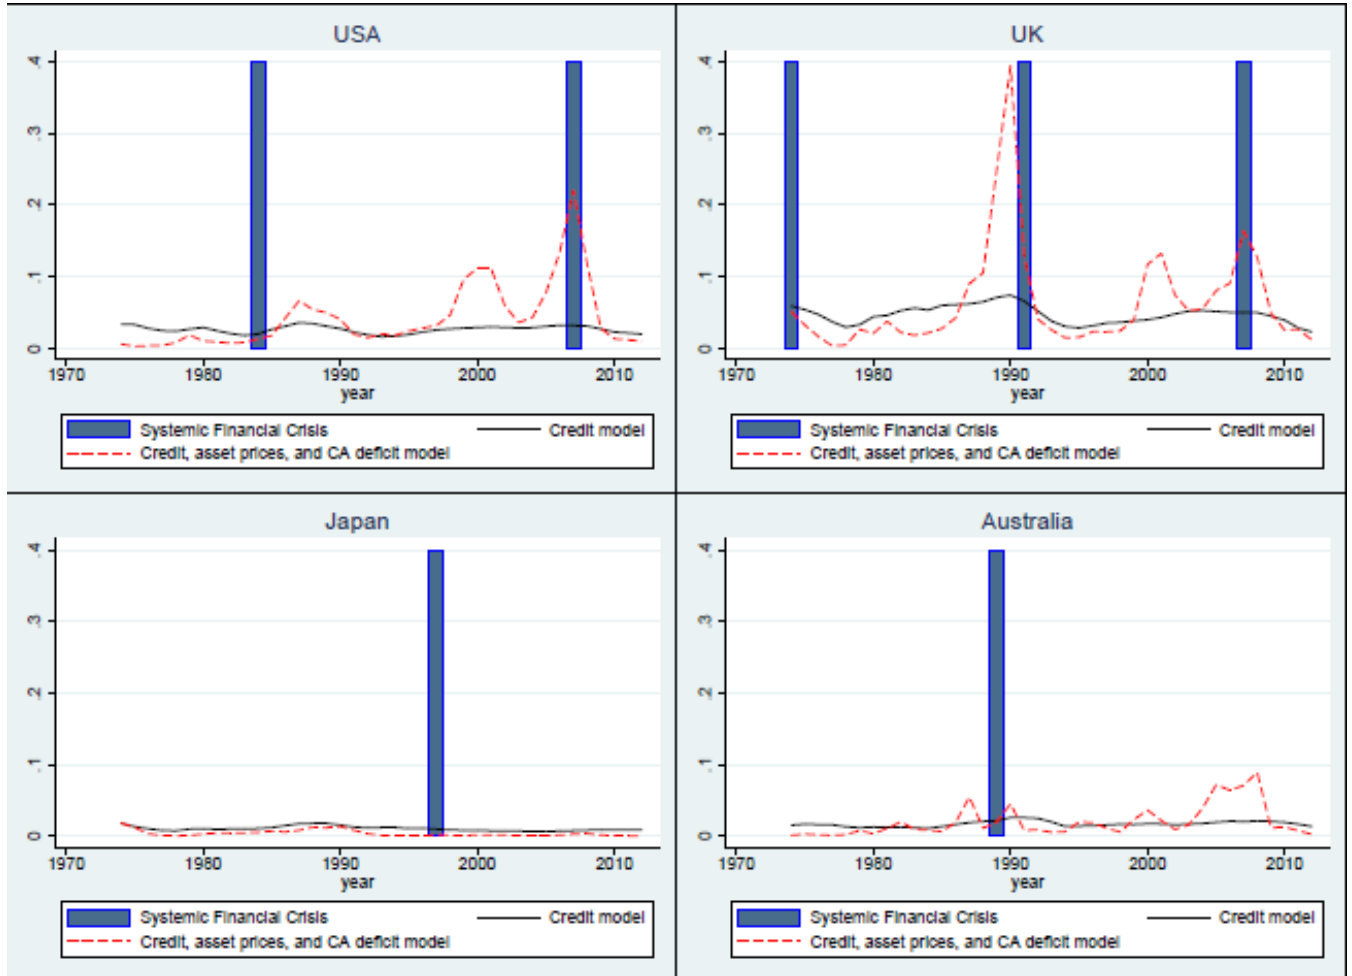 USA
.4
.3
.2
.1
0
1970 1980 1990 2000 2010
year
Systemic Financial Crisis Credit model
Credit, asset prices, and CA deficit model
UK
.4
.3
.2
.1
0
1970 1980 1990 2000 2010
year
Systemic Financial Crisis Credit model
Credit, asset prices, and CA deficit model
Japan
.4
.3
.2
.1
0
1970 1980 1990 2000 2010
year
Systemic Financial Crisis Credit model
Credit, asset prices, and CA deficit model
Australia
.4
.3
.2
.1
0
1970 1980 1990 2000 2010
year
Systemic Financial Crisis Credit model
Credit, asset prices, and CA deficit model